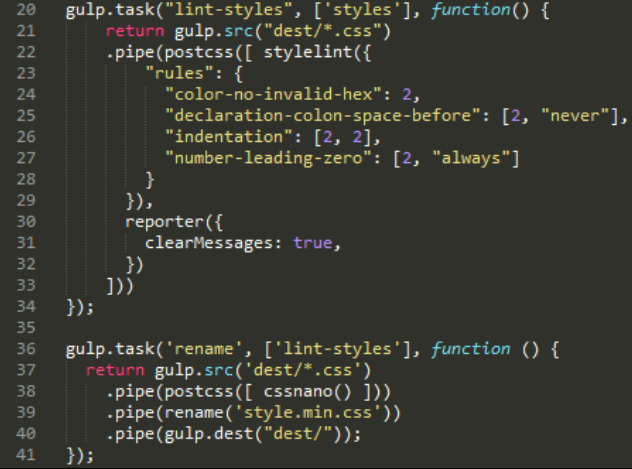 20 gulp.task("lint-styles", ['styles'], function() {
21 return gulp.src("dest/*.css")
22 .pipe(postcss([ stylelint({
23 "rules": {
24 "color-no-invalid-hex": 2,
25 "declaration-colon-space-before": [2, "never"],
26 "indentation": [2, 2],
27 "number-leading-zero": [2, "always"]
28 }
29 }),
30 reporter({
31 clearMessages: true,
32 })
33 ]))
34 });
35
36 gulp.task('rename', ['lint-styles'], function () {
37 return gulp.src('dest/*.css')
38 .pipe(postcss([ cssnano() ]))
39 .pipe(rename('style.min.css'))
40 .pipe(gulp.dest("dest/"));
41 });